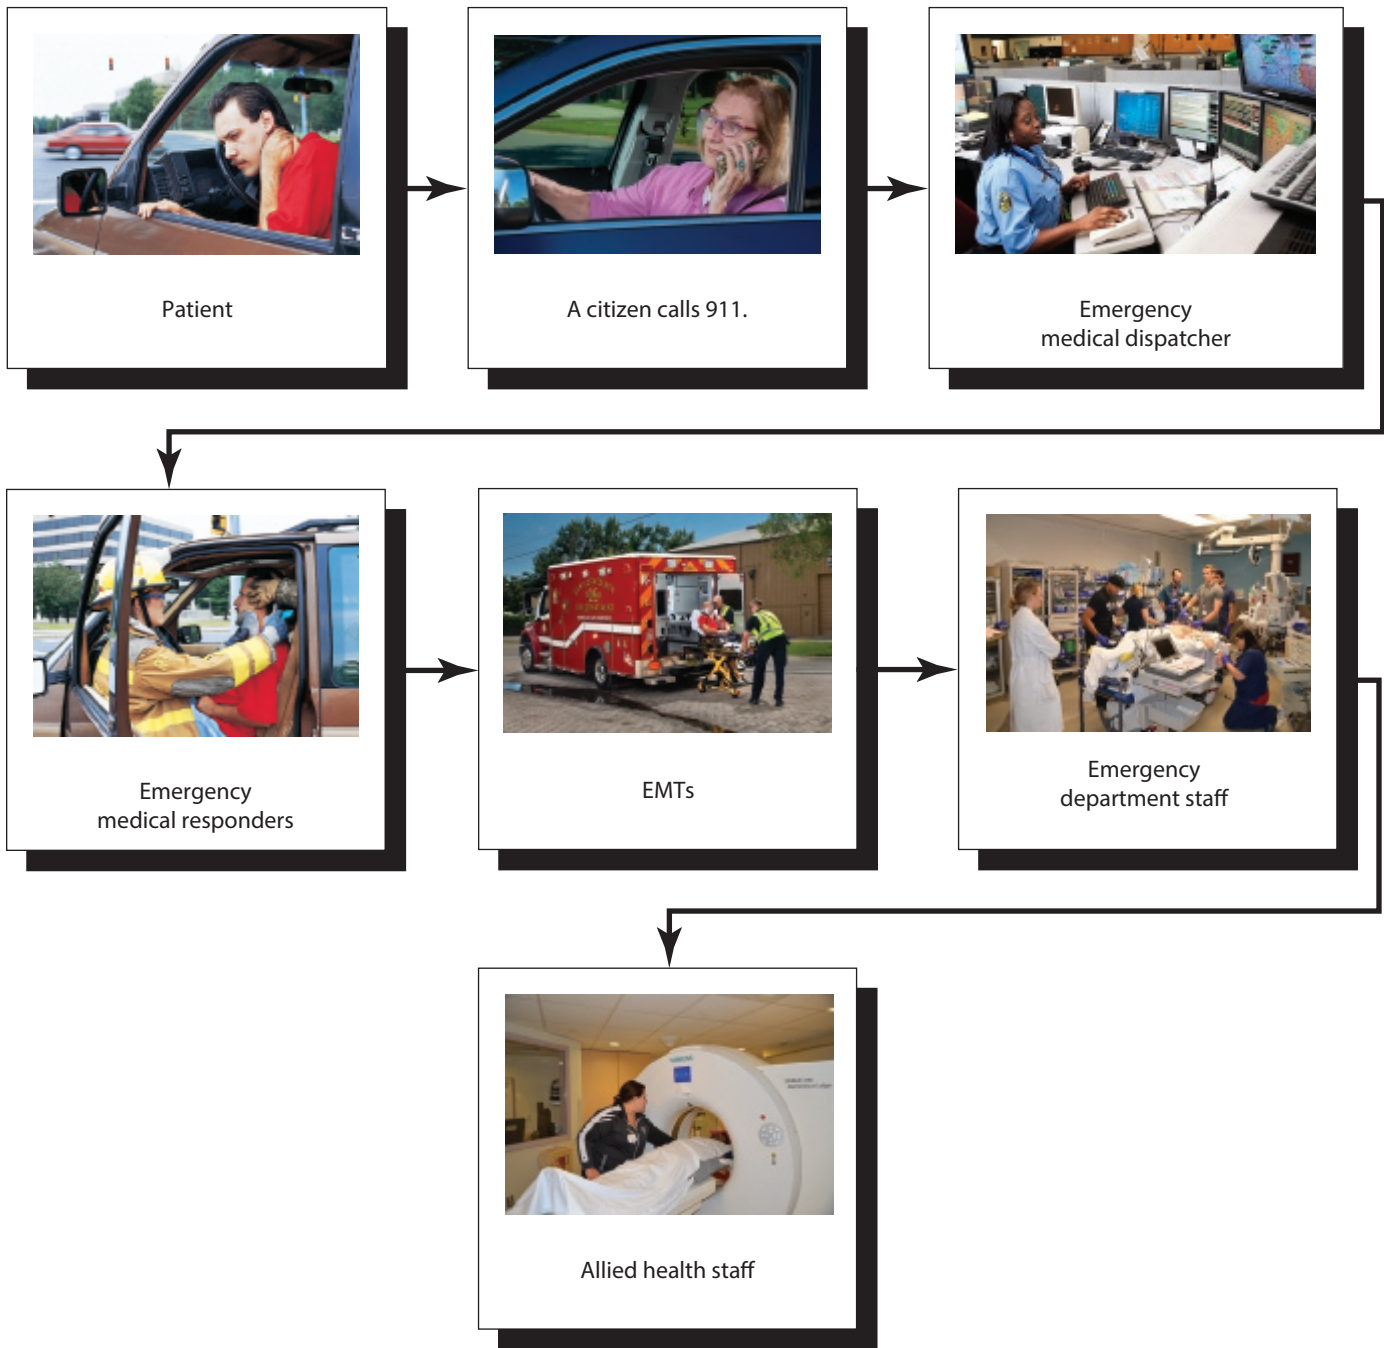 Patient
A citizen calls 911.
Emergency
medical dispatcher
Emergency
medical responders
EMTs
Emergency
department staff
Allied health staff